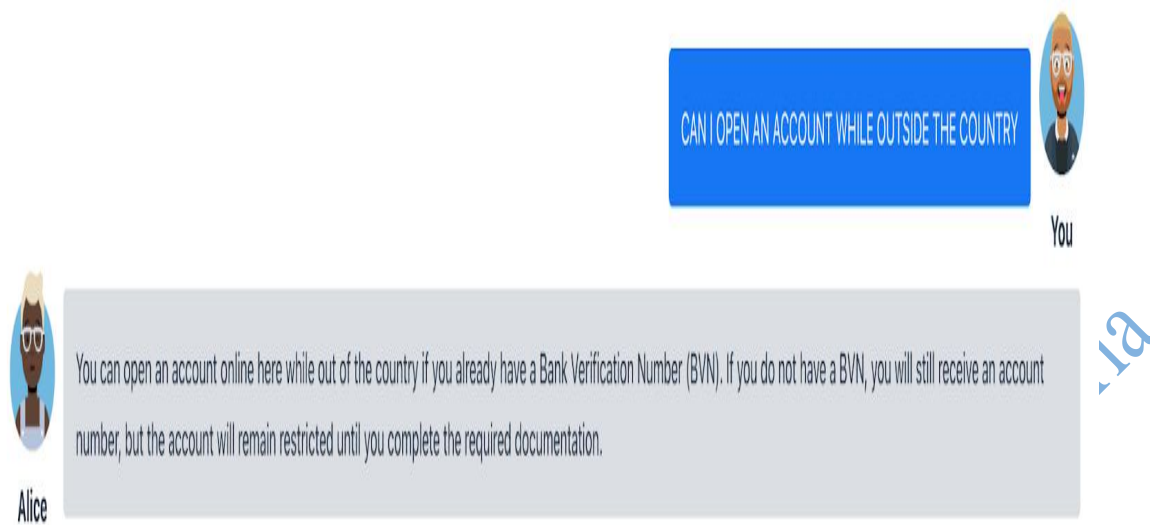 CAN I OPEN AN ACCOUNT WHILE OUTSIDE THE COUNTRY
You
You can open an account online here while out of the country if you already have a Bank Verification Number (BVN). If you do not have a BVN, you will still receive an account
number, but the account will remain restricted until you complete the required documentation.
Alice